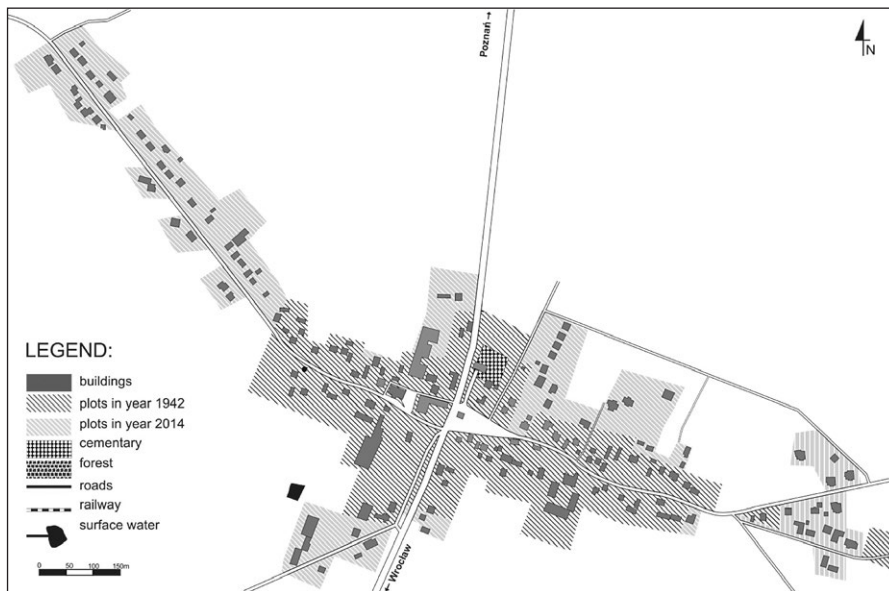 Poznań →
N
LEGEND:
buildings
plots in year 1942
plots in year 2014
cementary
forest
roads
railway
surface water
0 50 100 150m
← Wrocław